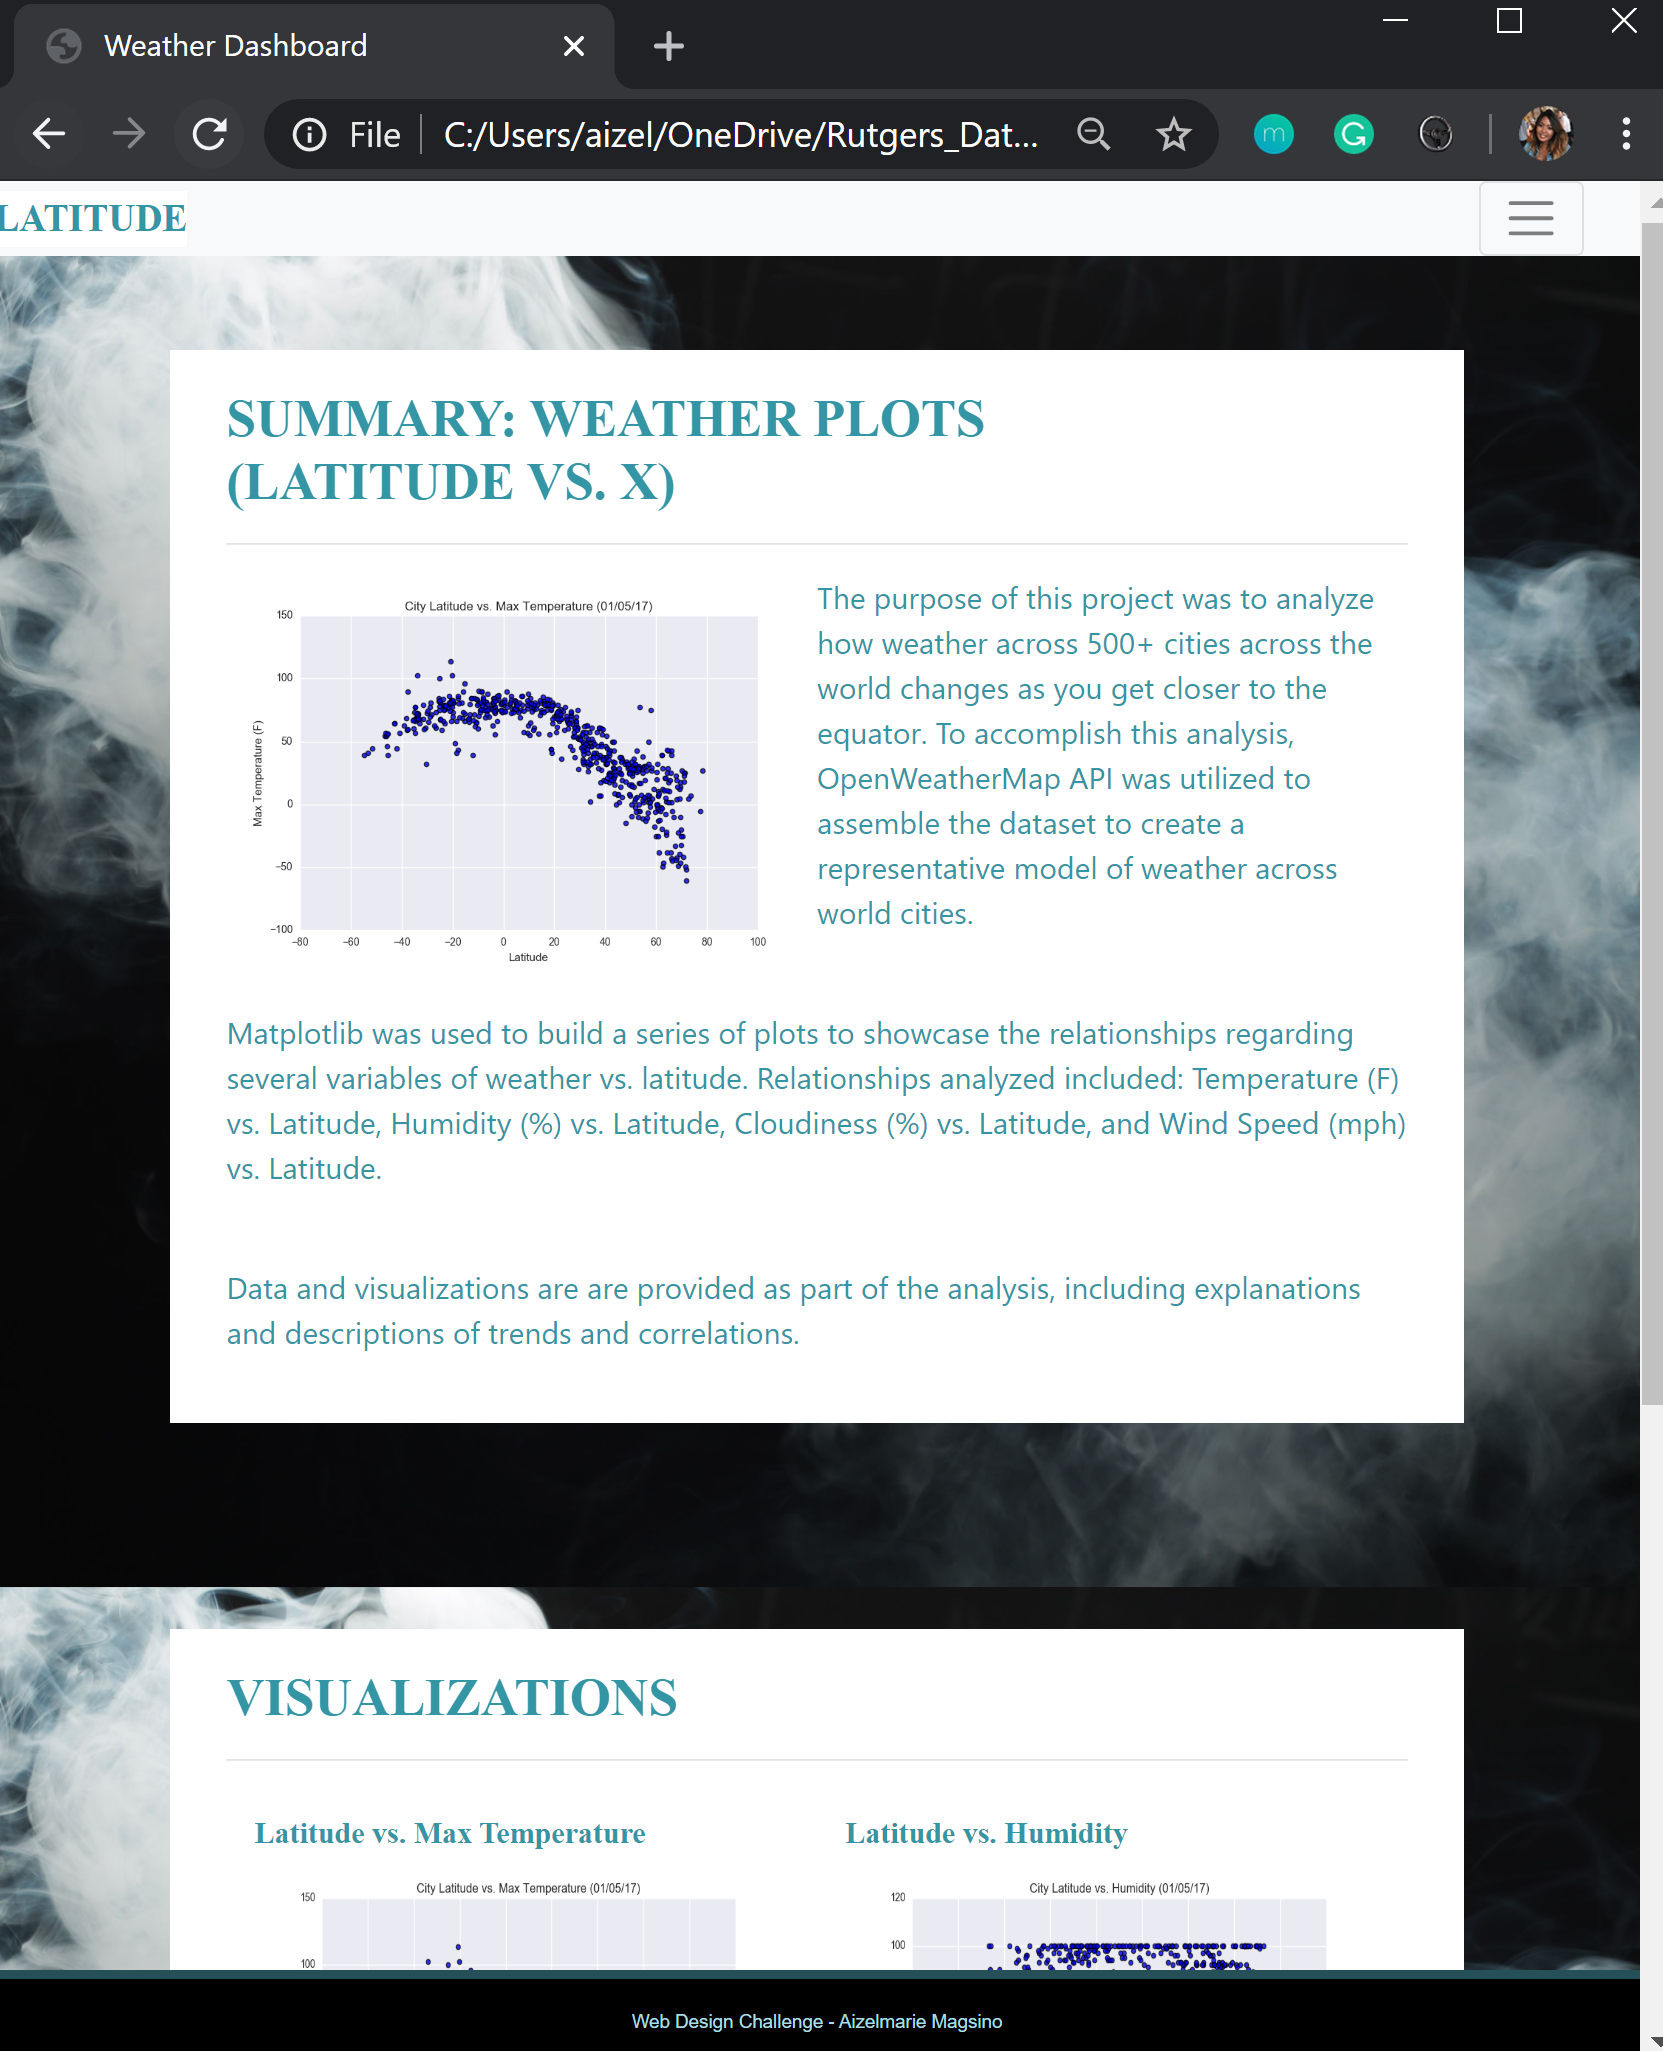 Weather Dashboard
File
C:/Users/aizel/OneDrive/Rutgers_Dat...
m
G
LATITUDE
SUMMARY: WEATHER PLOTS
(LATITUDE VS. X)
City Latitude vs. Max Temperature (01/05/17)
150
100
50
0
−50
−100
Max Temperature (F)
−80 −60 −40 −20 0 20 40 60 80 100
Latitude
The purpose of this project was to analyze
how weather across 500+ cities across the
world changes as you get closer to the
equator. To accomplish this analysis,
OpenWeatherMap API was utilized to
assemble the dataset to create a
representative model of weather across
world cities.
Matplotlib was used to build a series of plots to showcase the relationships regarding
several variables of weather vs. latitude. Relationships analyzed included: Temperature (F)
vs. Latitude, Humidity (%) vs. Latitude, Cloudiness (%) vs. Latitude, and Wind Speed (mph)
vs. Latitude.
Data and visualizations are are provided as part of the analysis, including explanations
and descriptions of trends and correlations.
VISUALIZATIONS
Latitude vs. Max Temperature
City Latitude vs. Max Temperature (01/05/17)
150
100
Latitude vs. Humidity
City Latitude vs. Humidity (01/05/17)
120
100
Web Design Challenge - Aizelmarie Magsino